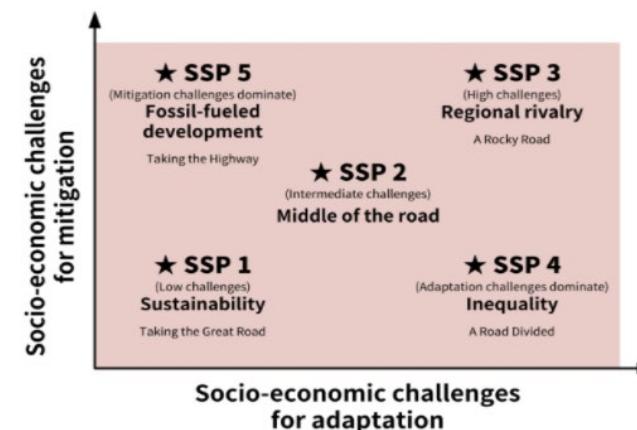 Socio-economic challenges
for mitigation
★ SSP 5
(Mitigation challenges dominate)
Fossil-fueled
development
Taking the Highway
★ SSP 3
(High challenges)
Regional rivalry
A Rocky Road
★ SSP 2
(Intermediate challenges)
Middle of the road
★ SSP 1
(Low challenges)
Sustainability
Taking the Great Road
★ SSP 4
(Adaptation challenges dominate)
Inequality
A Road Divided
Socio-economic challenges
for adaptation